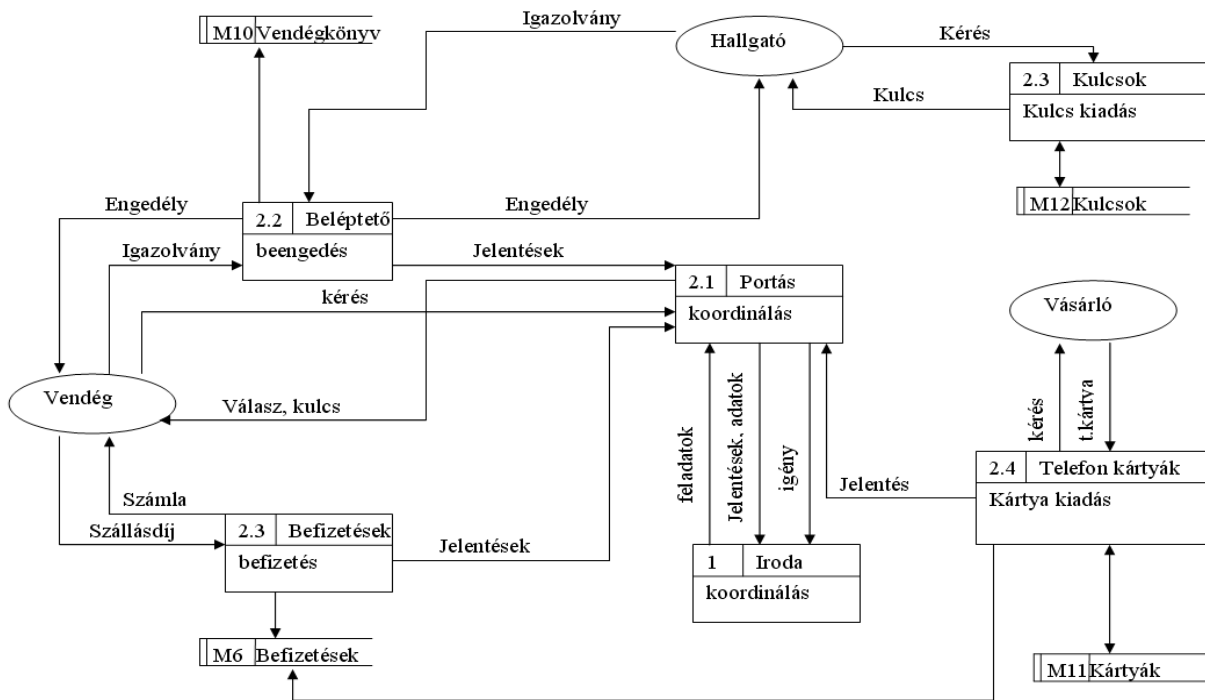 Igazolvány
M10 Vendégkönyv
Hallgató
Kérés
2.3 Kulcsok
Kulcs kiadás
Kulcs
M12 Kulcsok
Engedély
2.2 Beléptető
beengedés
Engedély
Igazolvány
Jelentések
2.1 Portás
koordinálás
kérés
Vásárló
Vendég
Válasz, kulcs
feladatok
Jelentések, adatok
igény
kérés
t.kártya
2.4 Telefon kártyák
Kártya kiadás
Jelentés
Számla
Szállásdíj
2.3 Befizetések
befizetés
Jelentések
1 Iroda
koordinálás
M6 Befizetések
M11 Kártyák